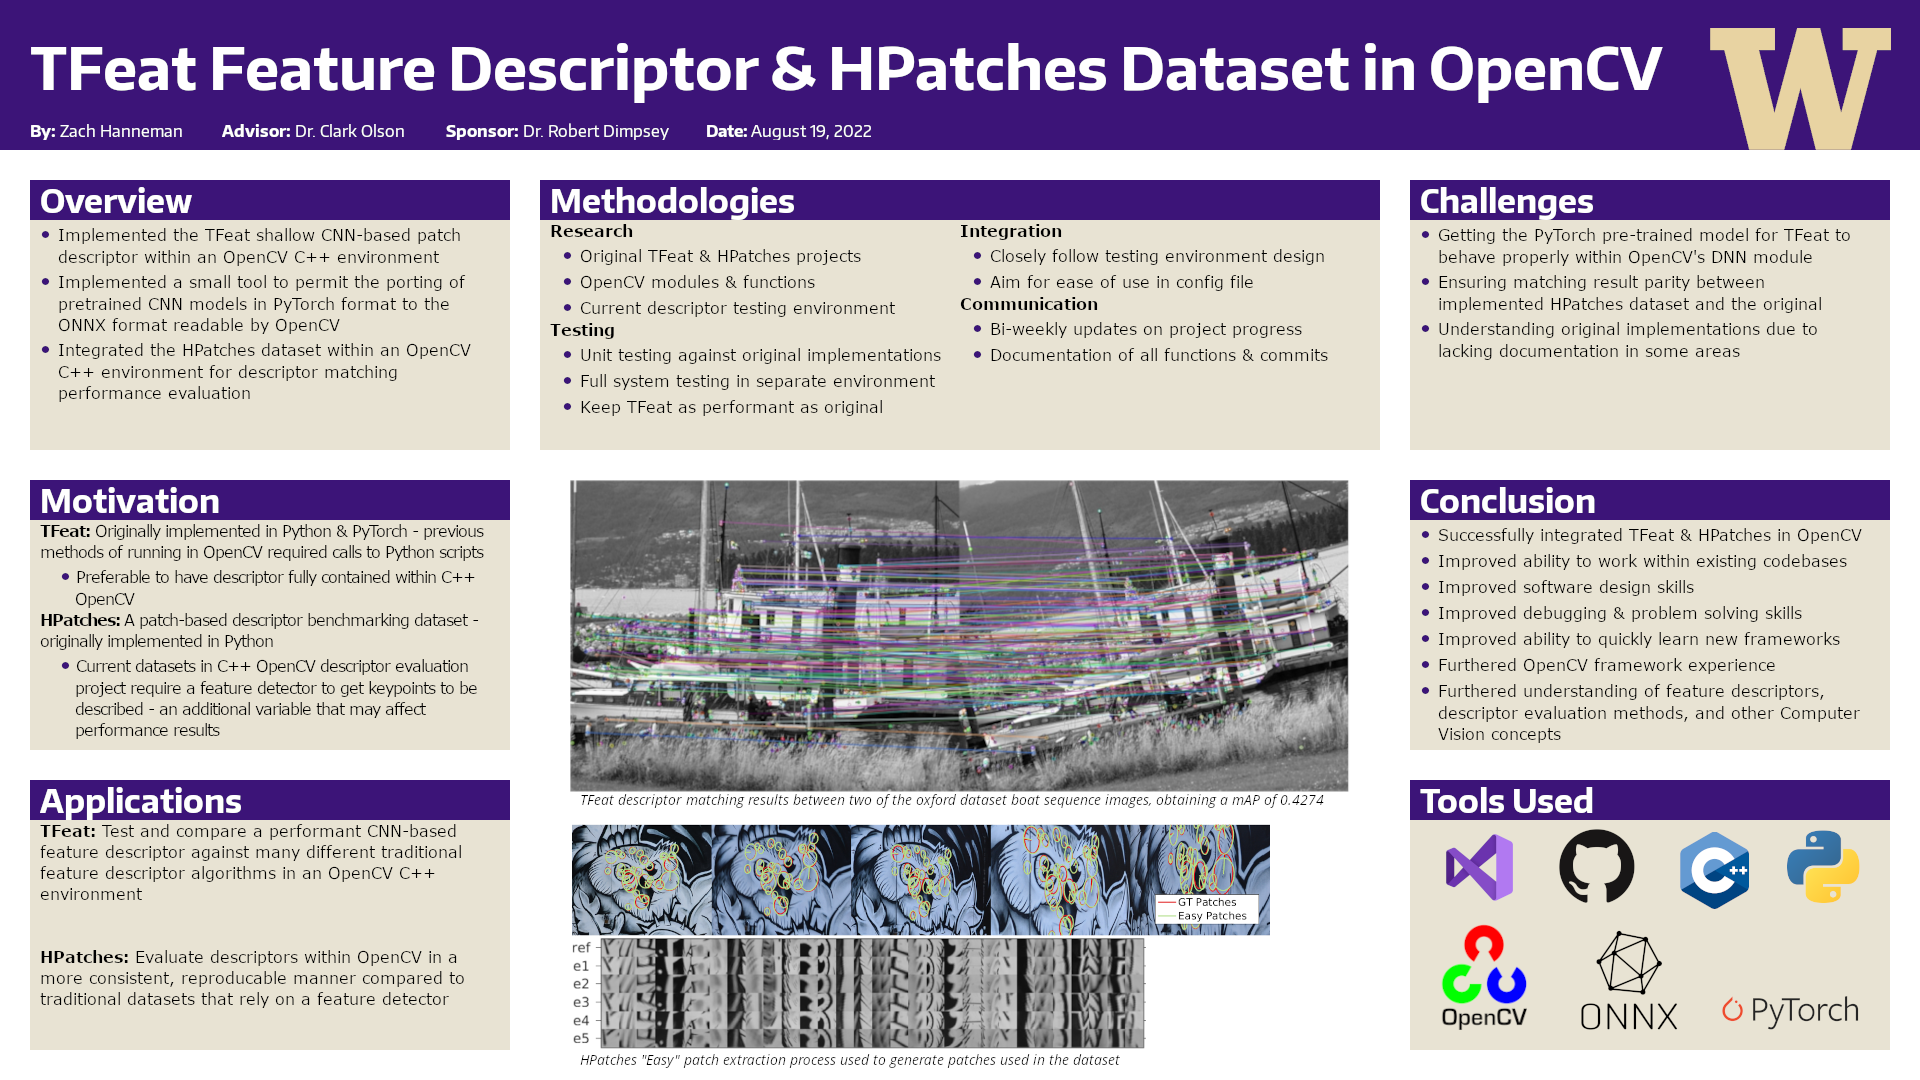 TFeat Feature Descriptor & HPatches Dataset in OpenCV
By: Zach Hanneman Advisor: Dr. Clark Olson Sponsor: Dr. Robert Dimpsey Date: August 19, 2022
W
Overview
• Implemented the TFeat shallow CNN-based patch
descriptor within an OpenCV C++ environment
• Implemented a small tool to permit the porting of
pretrained CNN models in PyTorch format to the
ONNX format readable by OpenCV
• Integrated the HPatches dataset within an OpenCV
C++ environment for descriptor matching
performance evaluation
Motivation
TFeat: Originally implemented in Python & PyTorch - previous
methods of running in OpenCV required calls to Python scripts
• Preferable to have descriptor fully contained within C++
OpenCV
HPatches: A patch-based descriptor benchmarking dataset -
originally implemented in Python
• Current datasets in C++ OpenCV descriptor evaluation
project require a feature detector to get keypoints to be
described - an additional variable that may affect
performance results
Applications
TFeat: Test and compare a performant CNN-based
feature descriptor against many different traditional
feature descriptor algorithms in an OpenCV C++
environment
HPatches: Evaluate descriptors within OpenCV in a
more consistent, reproducable manner compared to
traditional datasets that rely on a feature detector
Methodologies
Research
• Original TFeat & HPatches projects
• OpenCV modules & functions
• Current descriptor testing environment
Testing
• Unit testing against original implementations
• Full system testing in separate environment
• Keep TFeat as performant as original
Integration
• Closely follow testing environment design
• Aim for ease of use in config file
Communication
• Bi-weekly updates on project progress
• Documentation of all functions & commits
TFeat descriptor matching results between two of the oxford dataset boat sequence images, obtaining a mAP of 0.4274
GT Patches
Easy Patches
ref
e1
e2
e3
e4
e5
HPatches "Easy" patch extraction process used to generate patches used in the dataset
Challenges
• Getting the PyTorch pre-trained model for TFeat to
behave properly within OpenCV's DNN module
• Ensuring matching result parity between
implemented HPatches dataset and the original
• Understanding original implementations due to
lacking documentation in some areas
Conclusion
• Successfully integrated TFeat & HPatches in OpenCV
• Improved ability to work within existing codebases
• Improved software design skills
• Improved debugging & problem solving skills
• Improved ability to quickly learn new frameworks
• Furthered OpenCV framework experience
• Furthered understanding of feature descriptors,
descriptor evaluation methods, and other Computer
Vision concepts
Tools Used
C++
OpenCV
ONNX
PyTorch